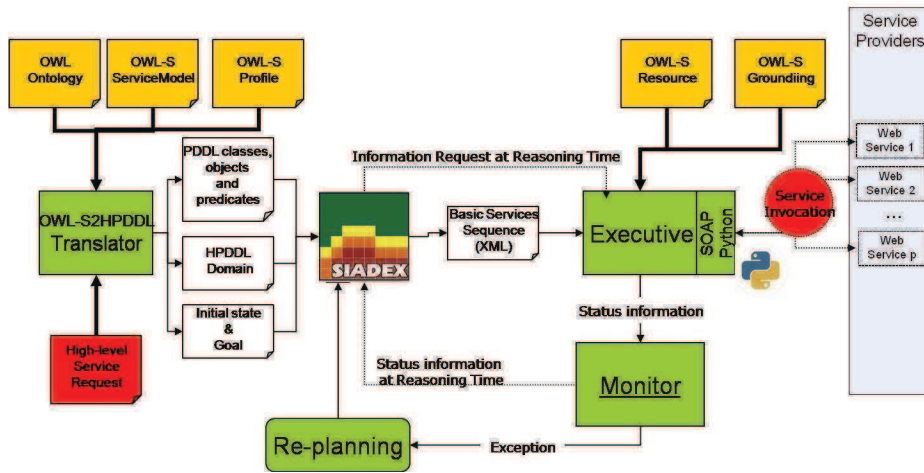 OWL
Ontology
OWL-S
ServiceModel
OWL-S
Profile
OWL-S
Resource
OWL-S
Groundiing
Service
Providers
PDDL classes,
objects
and
predicates
Information Request at Reasoning Time
Web
Service 1
OWL-S2HPDDL
Translator
HPDDL
Domain
Initial state
&
Goal
SIADEX
Basic Services
Sequence
(XML)
Executive
SOAP
Python
Service
Invocation
Web
Service 2
...
Web
Service p
High-level
Service
Request
Status information
Status information
at Reasoning Time
Monitor
Re-planning
Exception